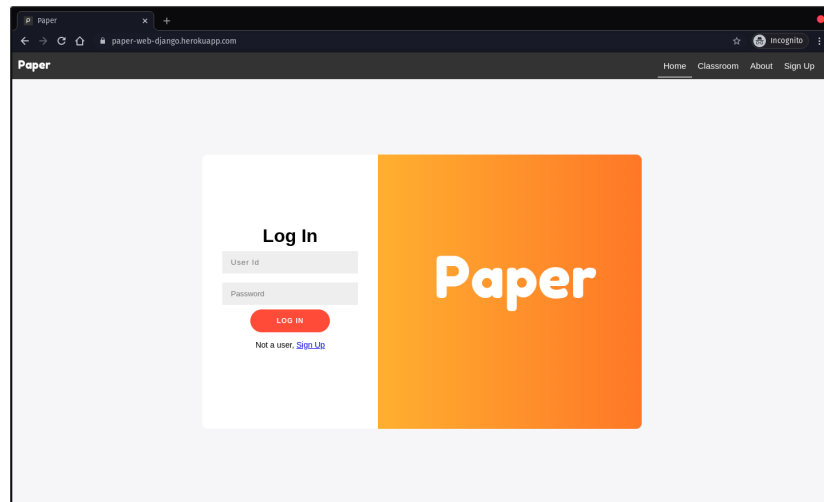 P Paper
paper-web-django.herokuapp.com
Incognito
Paper
Home Classroom About Sign Up
Log In
User Id
Password
LOG IN
Not a user, Sign Up
Paper